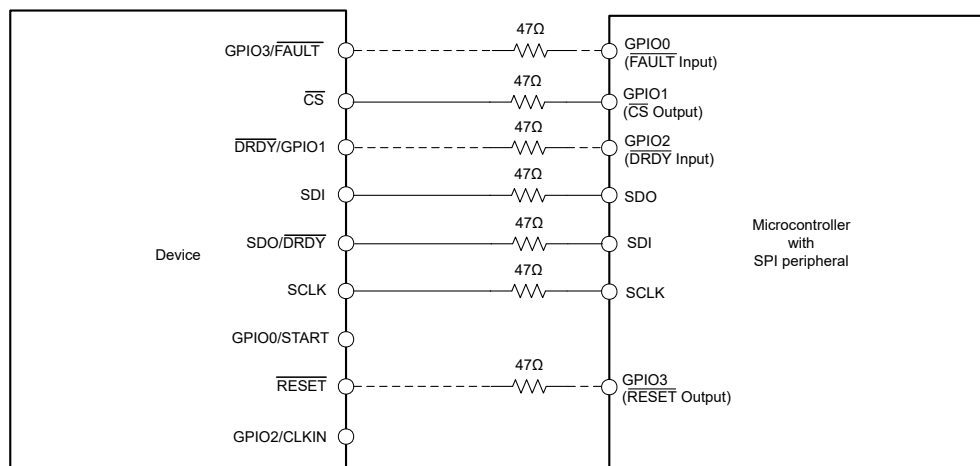 47Ω
GPIO3/FAULT
GPIO0
(FAULT Input)
47Ω
CS
GPIO1
(CS Output)
47Ω
DRDY/GPIO1
GPIO2
(DRDY Input)
47Ω
SDI
SDO
47Ω
SDO/DRDY
SDI
47Ω
SCLK
SCLK
GPIO0/START
47Ω
RESET
GPIO3
(RESET Output)
GPIO2/CLKIN
Device
Microcontroller
with
SPI peripheral